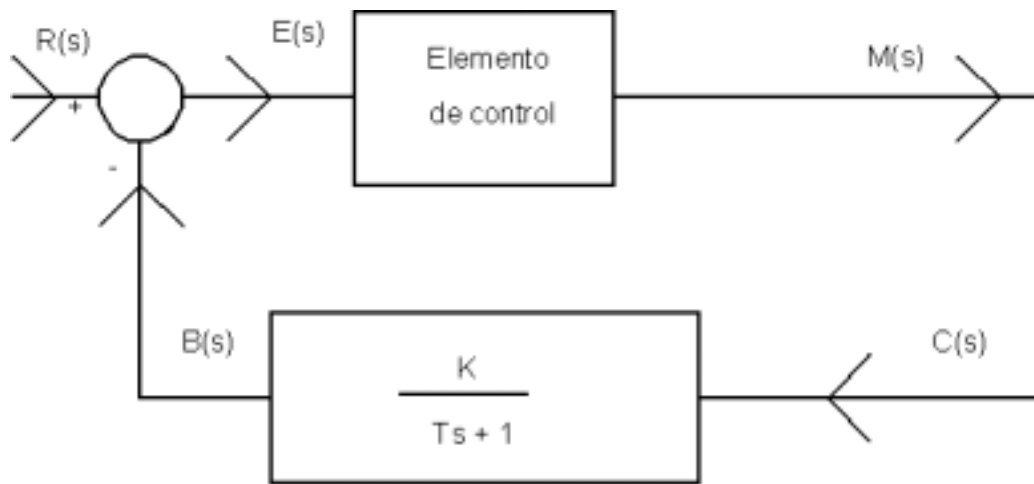 R(s)
E(s)
Elemento
de control
M(s)
+
-
B(s)
K
Ts + 1
C(s)